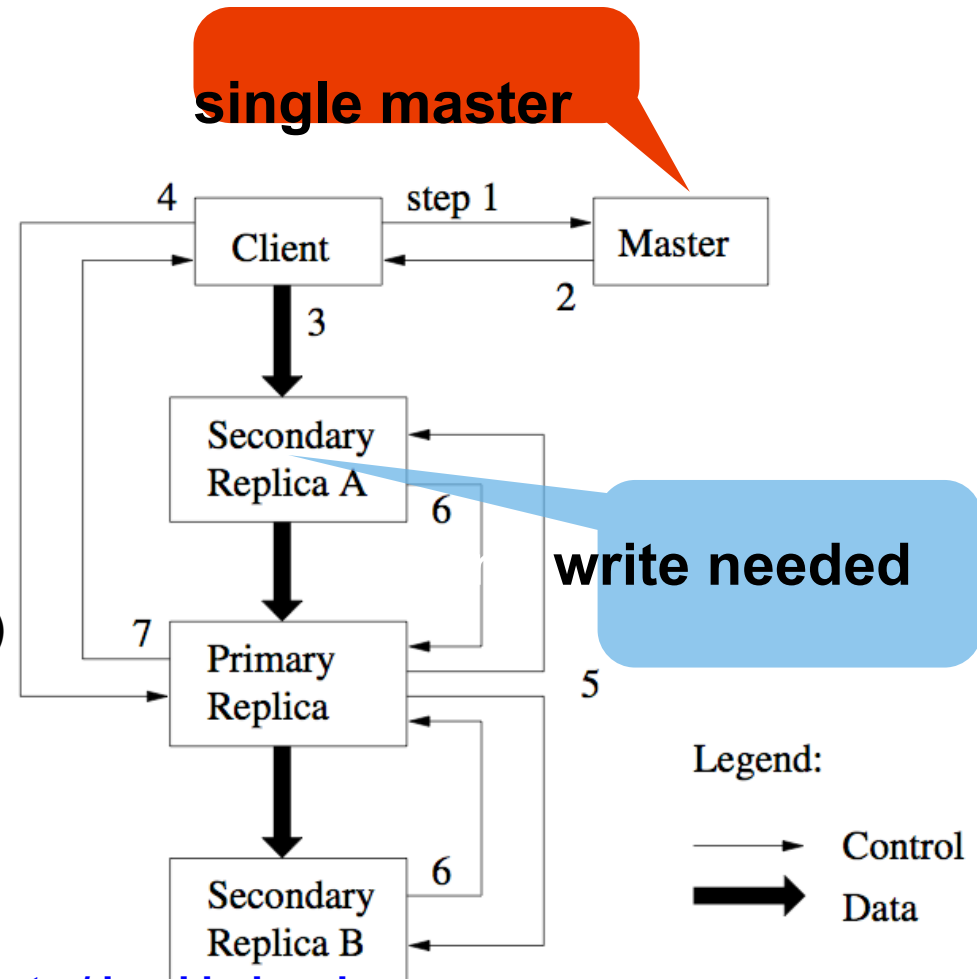 single master
4
step 1
Client
Master
2
3
Secondary
Replica A
6
write needed
)
7
Primary
Replica
5
Legend:
Control
6
Secondary
Replica B
Data